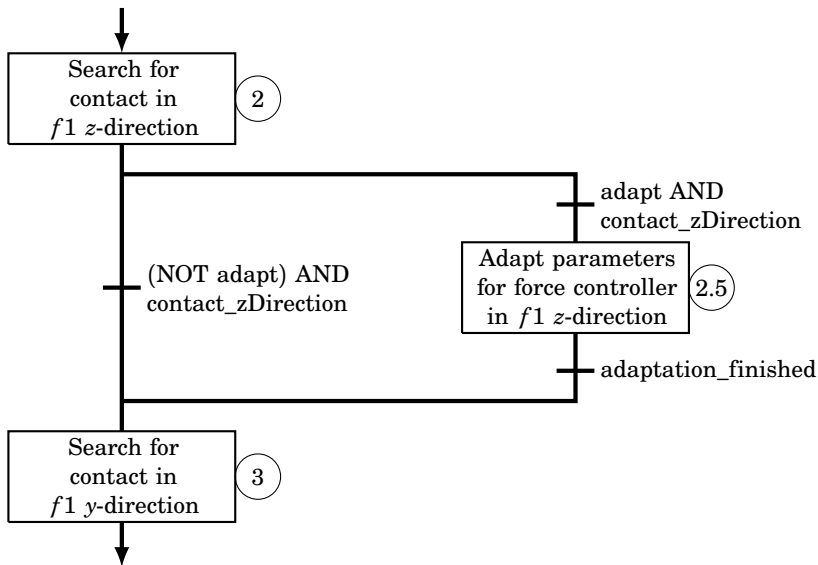 Search for
contact in
f1 z-direction
2
adapt AND
contact_zDirection
(NOT adapt) AND
contact_zDirection
Adapt parameters
for force controller
in f1 z-direction
2.5
adaptation_finished
Search for
contact in
f1 y-direction
3